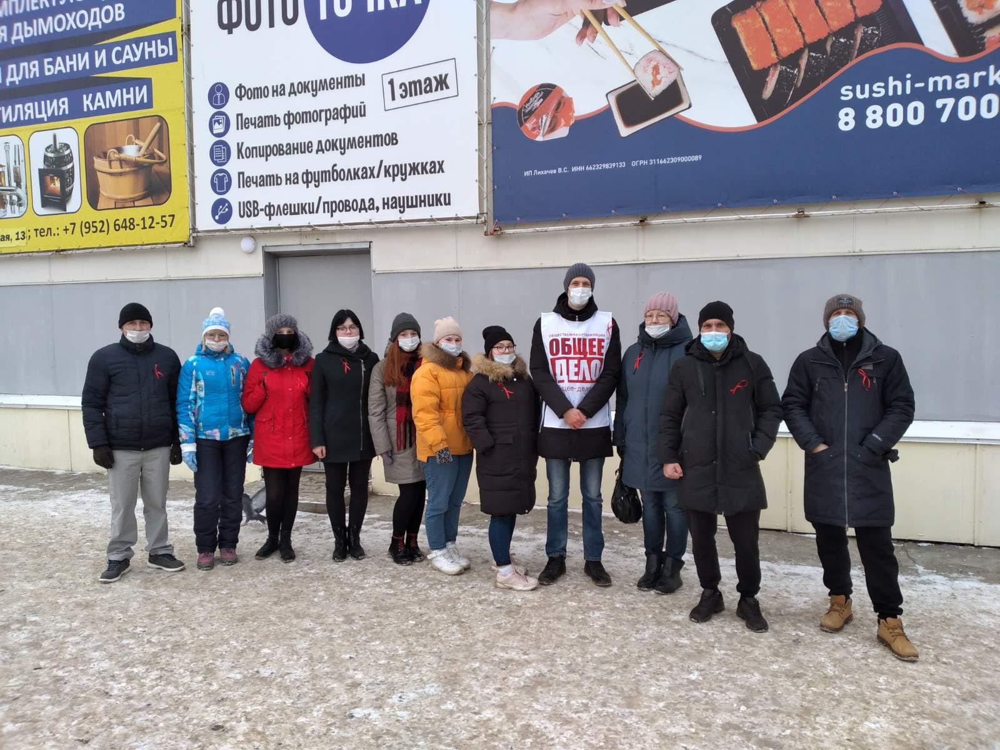 ДЫМОХОДОВ
ДЛЯ БАНИ И САУНЫ
КАМНИ
13; тел.: +7 (952) 648-12-57
ФОТО ТОЧКА
1 этаж
Фото на документы
Печать фотографий
Копирование документов
Печать на футболках/кружках
USB-флешки/провода, наушники
sushi-mark
8 800 700
ИП Лихачев В.С. ИНН 662329839133 ОГРН 311662309000089
ОБЩЕСТВЕННАЯ ОРГАНИЗАЦИЯ
ОБЩЕЕ
ДЕЛО